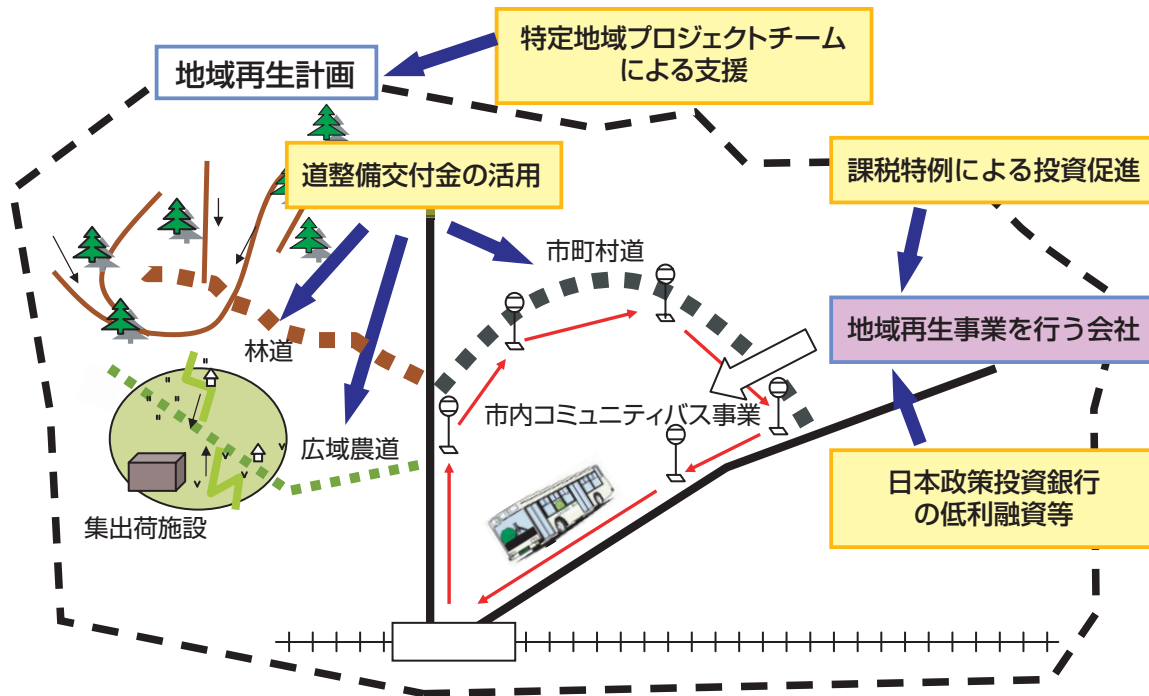 特定地域プロジェクトチーム
による支援
地域再生計画
道整備交付金の活用
課税特例による投資促進
市町村道
地域再生事業を行う会社
林道
市内コミュニティバス事業
広域農道
日本政策投資銀行
の低利融資等
集出荷施設